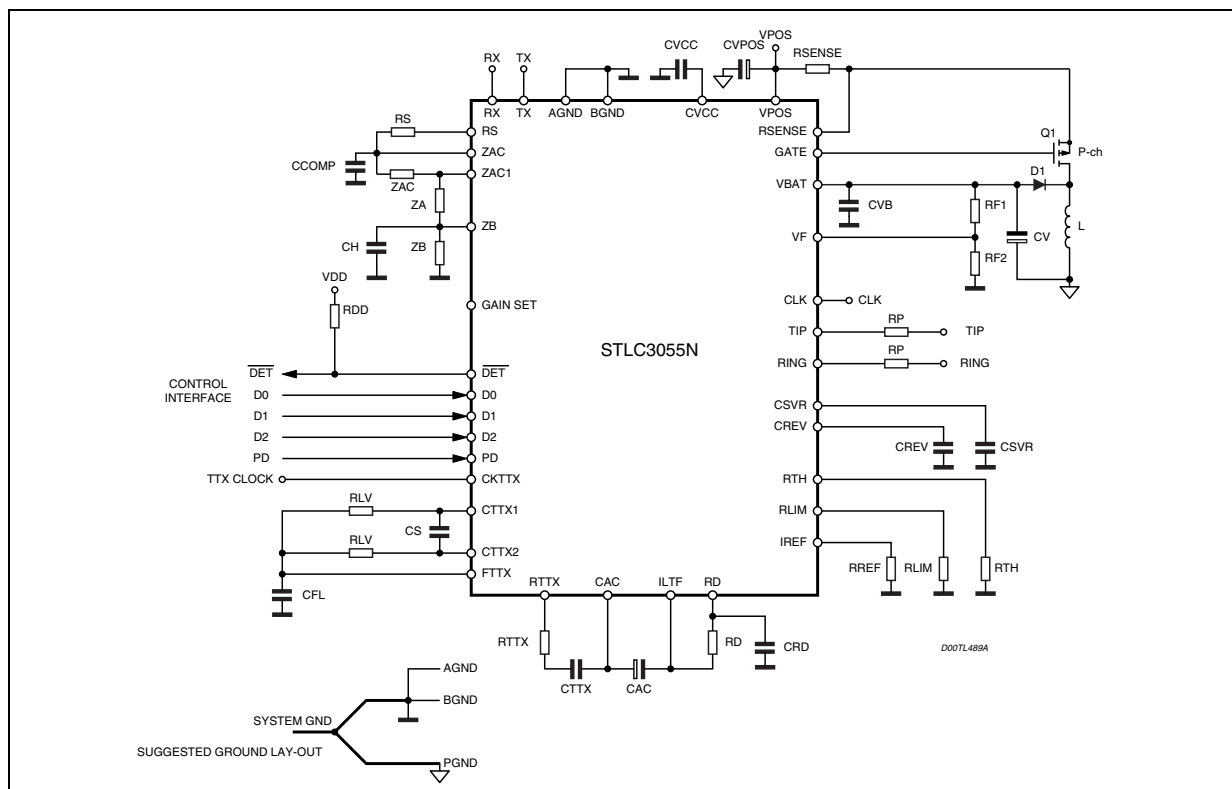 VPOS
CVCC CVPOS RSENSE
RX TX
RX TX AGND BGND CVCC VPOS
RS RS RSENSE
Q1
ZAC GATE P-ch
CCOMP
ZAC1 D1
ZAC VBAT
ZA CVB RF1 L
ZB VF CV
CH ZB RF2
VDD
GAIN SET CLK CLK
RDD RP
TIP TIP
STLC3055N RP
RING RING
DET DET
CONTROL
INTERFACE
D0 D0
CSVR
D1 D1
CREV
D2 D2 CREV CSVR
PD PD
TTX CLOCK CKTTX RTH
RLV
CTTX1 RLIM
CS
RLV
CTTX2 IREF
FTTX RREF RLIM RTH
CFL RTTX CAC ILTF RD
RTTX RD CRD
D00TL489A
AGND CTTX CAC
BGND
SYSTEM GND
SUGGESTED GROUND LAY-OUT
PGND